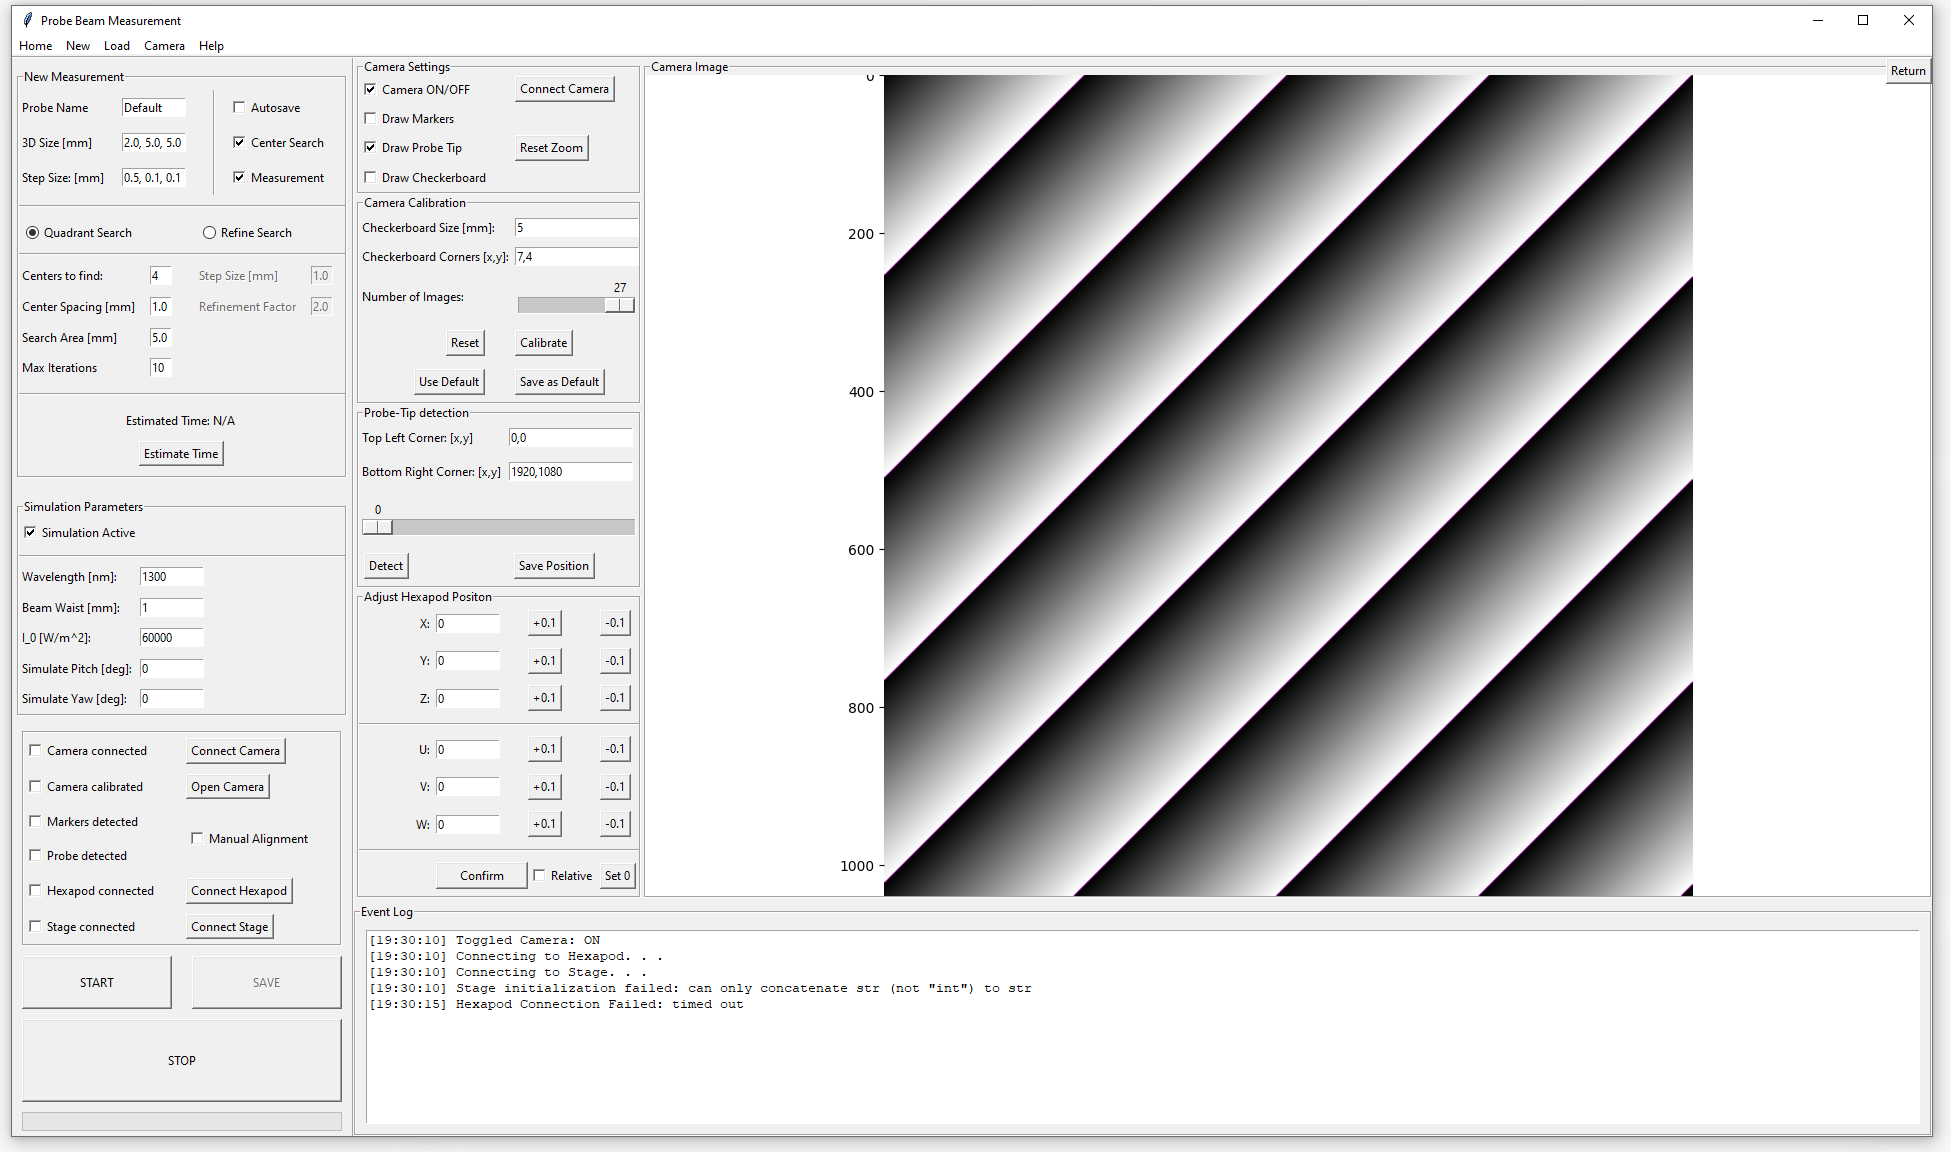 Probe Beam Measurement
Home New Load Camera Help
New Measurement
Probe Name Default
Autosave
3D Size [mm] 2.0, 5.0, 5.0
Center Search
Step Size: [mm] 0.5, 0.1, 0.1
Measurement
Quadrant Search
Refine Search
Centers to find: 4
Step Size [mm] 1.0
Center Spacing [mm] 1.0
Refinement Factor 2.0
Search Area [mm] 5.0
Max Iterations 10
Estimated Time: N/A
Estimate Time
Simulation Parameters
Simulation Active
Wavelength [nm]: 1300
Beam Waist [mm]: 1
I_0 [W/m^2]: 60000
Simulate Pitch [deg]: 0
Simulate Yaw [deg]: 0
Camera connected Connect Camera
Camera calibrated Open Camera
Markers detected
Manual Alignment
Probe detected
Hexapod connected Connect Hexapod
Stage connected Connect Stage
START SAVE
STOP
Camera Settings
Camera ON/OFF Connect Camera
Draw Markers
Draw Probe Tip Reset Zoom
Draw Checkerboard
Camera Calibration
Checkerboard Size [mm]: 5
Checkerboard Corners [x,y]: 7,4
27
Number of Images:
Reset Calibrate
Use Default Save as Default
Probe-Tip detection
Top Left Corner: [x,y] 0,0
Bottom Right Corner: [x,y] 1920,1080
0
Detect Save Position
Adjust Hexapod Positon
X: 0 +0.1 -0.1
Y: 0 +0.1 -0.1
Z: 0 +0.1 -0.1
U: 0 +0.1 -0.1
V: 0 +0.1 -0.1
W: 0 +0.1 -0.1
Confirm Relative Set 0
Camera Image
Return
0
200
400
600
800
1000
Event Log
[19:30:10] Toggled Camera: ON
[19:30:10] Connecting to Hexapod. . .
[19:30:10] Connecting to Stage. . .
[19:30:10] Stage initialization failed: can only concatenate str (not "int") to str
[19:30:15] Hexapod Connection Failed: timed out